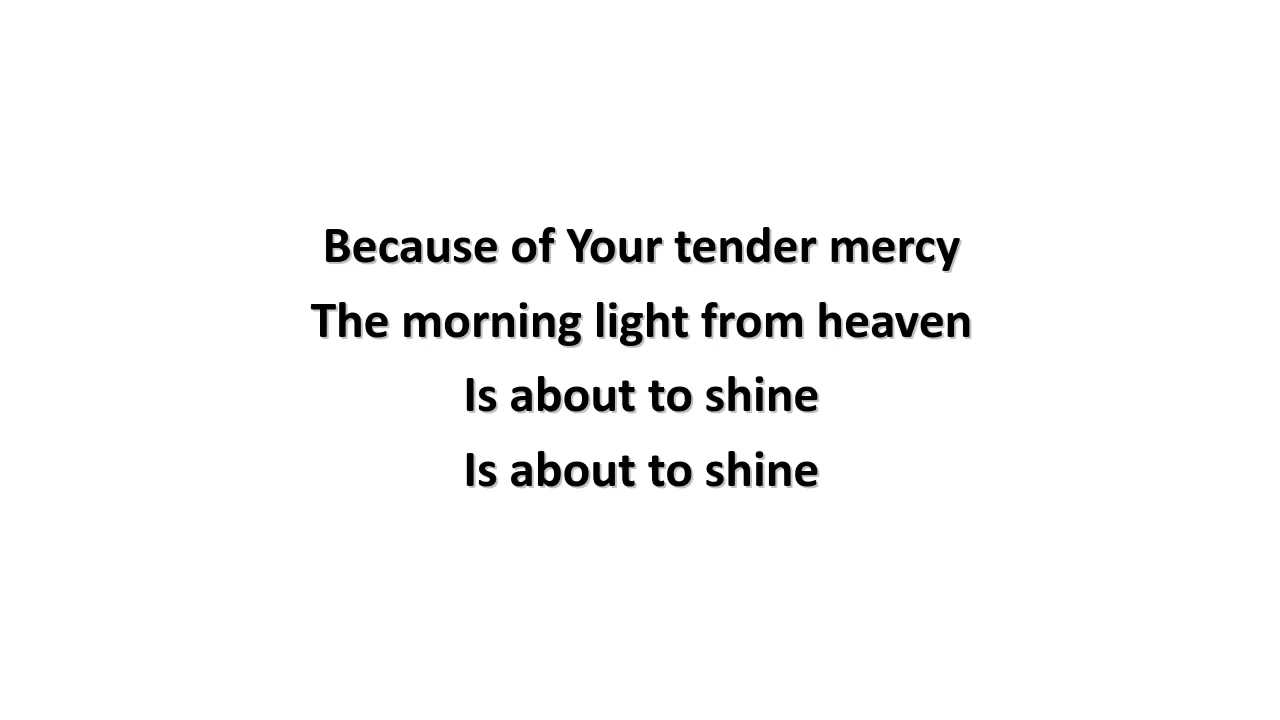 Because of Your tender mercy
The morning light from heaven
Is about to shine
Is about to shine